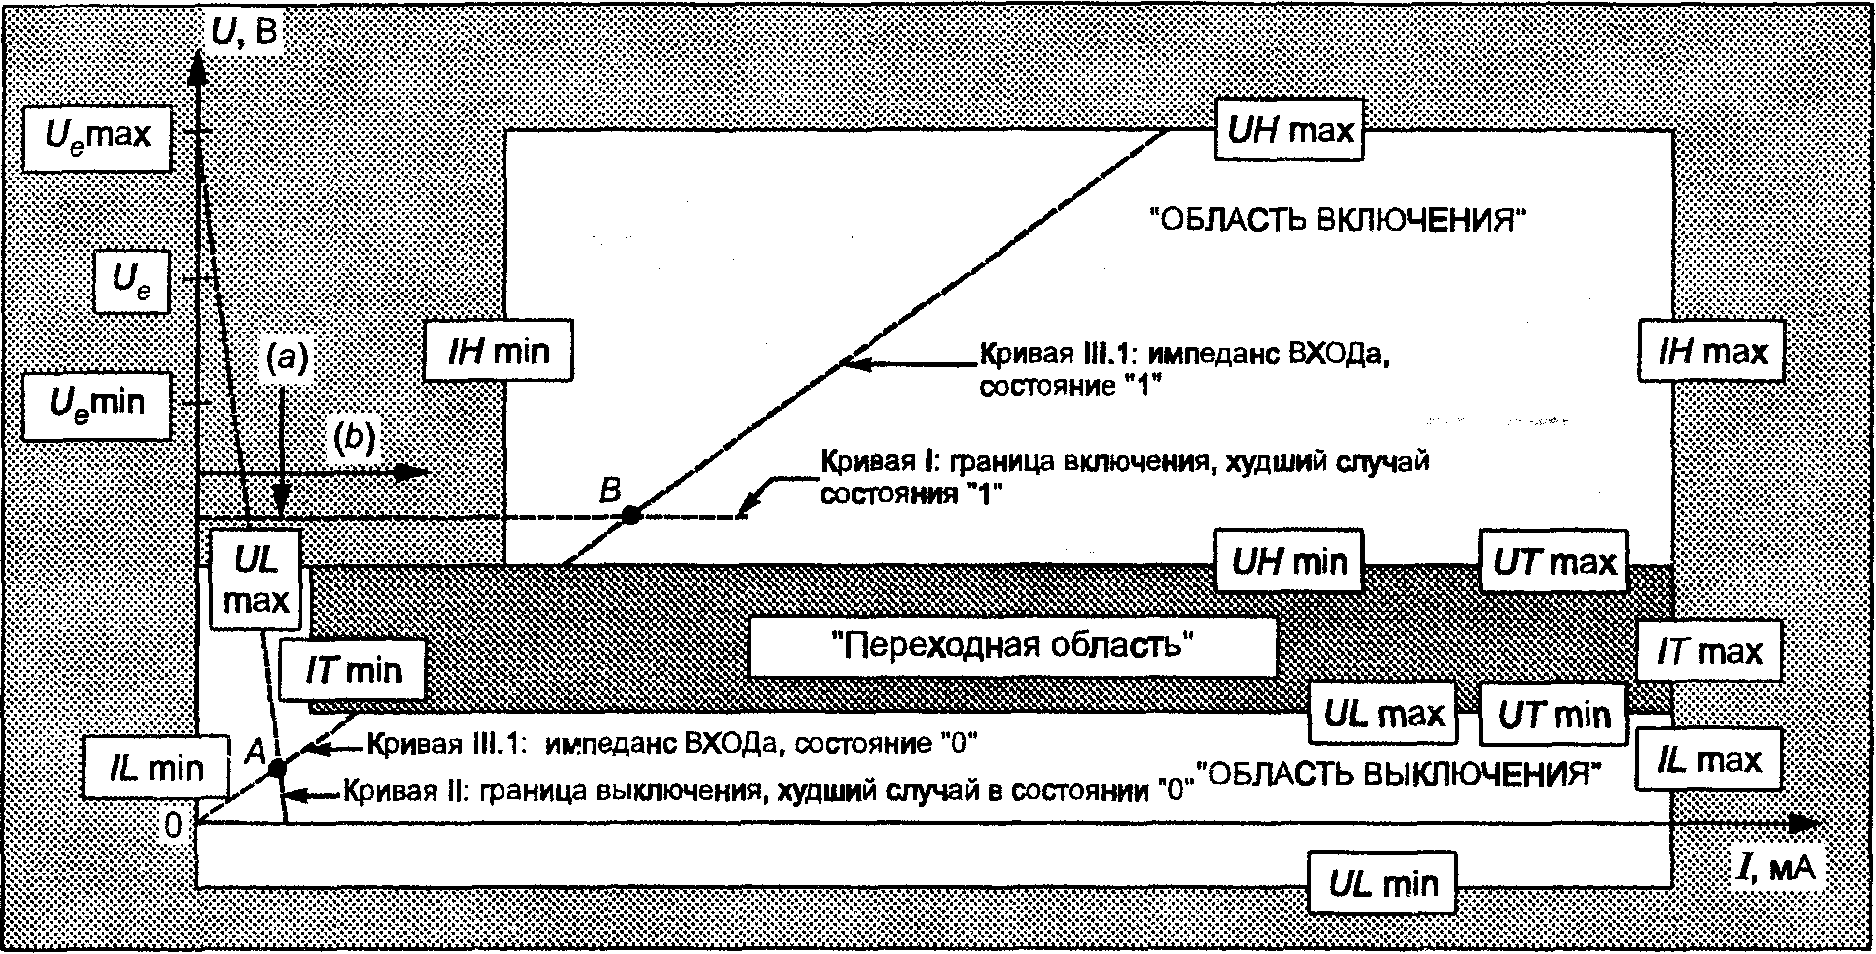 U, В
Uemax
UH max
"ОБЛАСТЬ ВКЛЮЧЕНИЯ"
Ue
(a)
IH min
Кривая III.1: импеданс ВХОДа,
состояние "1"
IH max
Uemin
(b)
Кривая I: граница включения, худший случай
состояния "1"
B
UL
max
UH min
UT max
"Переходная область"
IT min
IT max
UL max
UT min
IL min
A
Кривая III.1: импеданс ВХОДа, состояние "0"
"ОБЛАСТЬ ВЫКЛЮЧЕНИЯ"
IL max
Кривая II: граница выключения, худший случай в состоянии "0"
0
I, мА
UL min